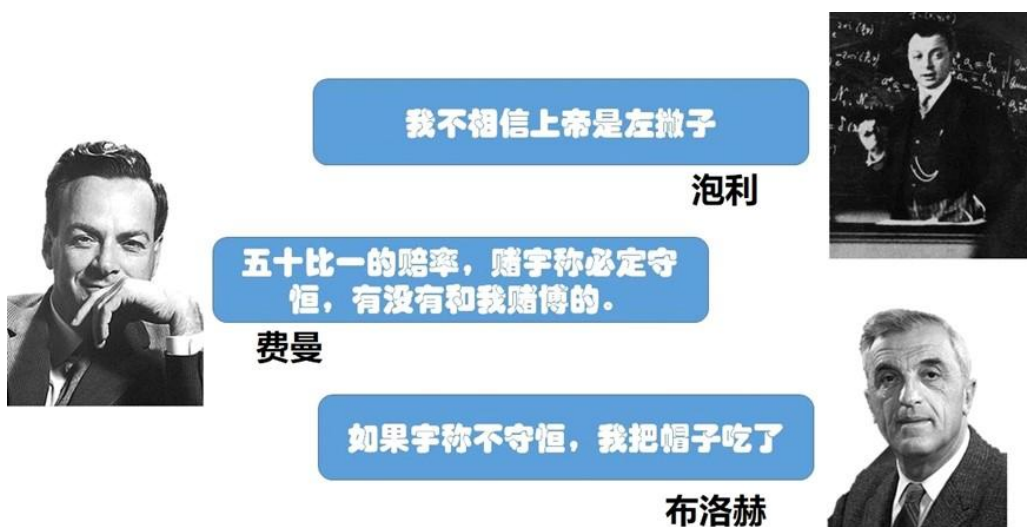 我不相信上帝是左撇子
泡利
五十比一的赔率，赌宇称必定守
恒，有没有和我赌博的。
费曼
如果宇称不守恒，我把帽子吃了
布洛赫